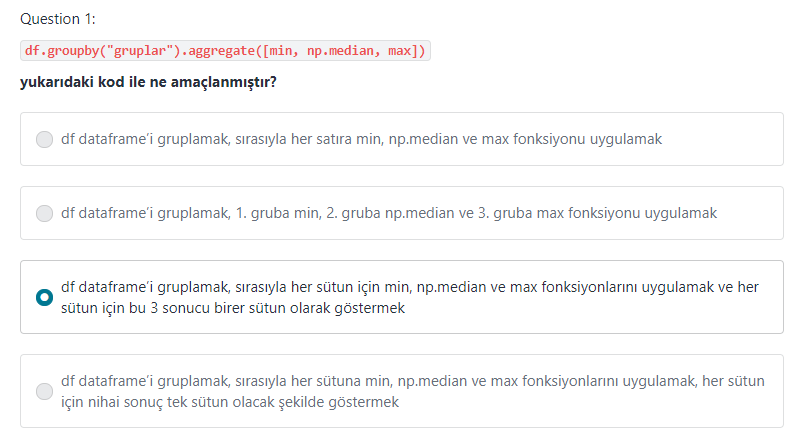 Question 1:
df.groupby("gruplar").aggregate([min, np.median, max])
yukarıdaki kod ile ne amaçlanmıştır?
df dataframe’i gruplamak, sırasıyla her satıra min, np.median ve max fonksiyonu uygulamak
df dataframe’i gruplamak, 1. gruba min, 2. gruba np.median ve 3. gruba max fonksiyonu uygulamak
df dataframe’i gruplamak, sırasıyla her sütun için min, np.median ve max fonksiyonlarını uygulamak ve her
sütun için bu 3 sonucu birer sütun olarak göstermek
df dataframe’i gruplamak, sırasıyla her sütuna min, np.median ve max fonksiyonlarını uygulamak, her sütun
için nihai sonuç tek sütun olacak şekilde göstermek